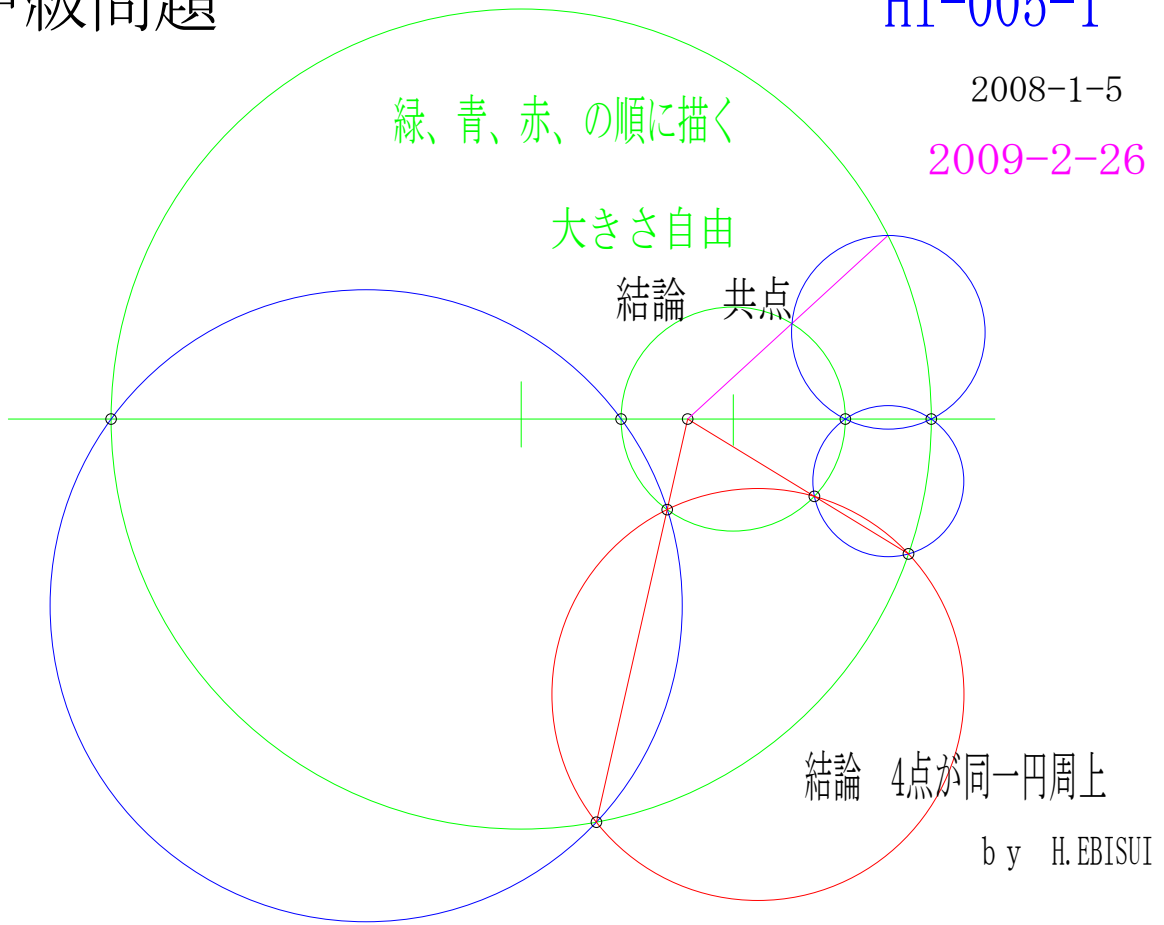 級問題
HI-005-1
2008-1-5
緑、青、赤、の順に描く
2009-2-26
大きさ自由
結論 共点
結論 4点が同一円周上
by H.EBISUI